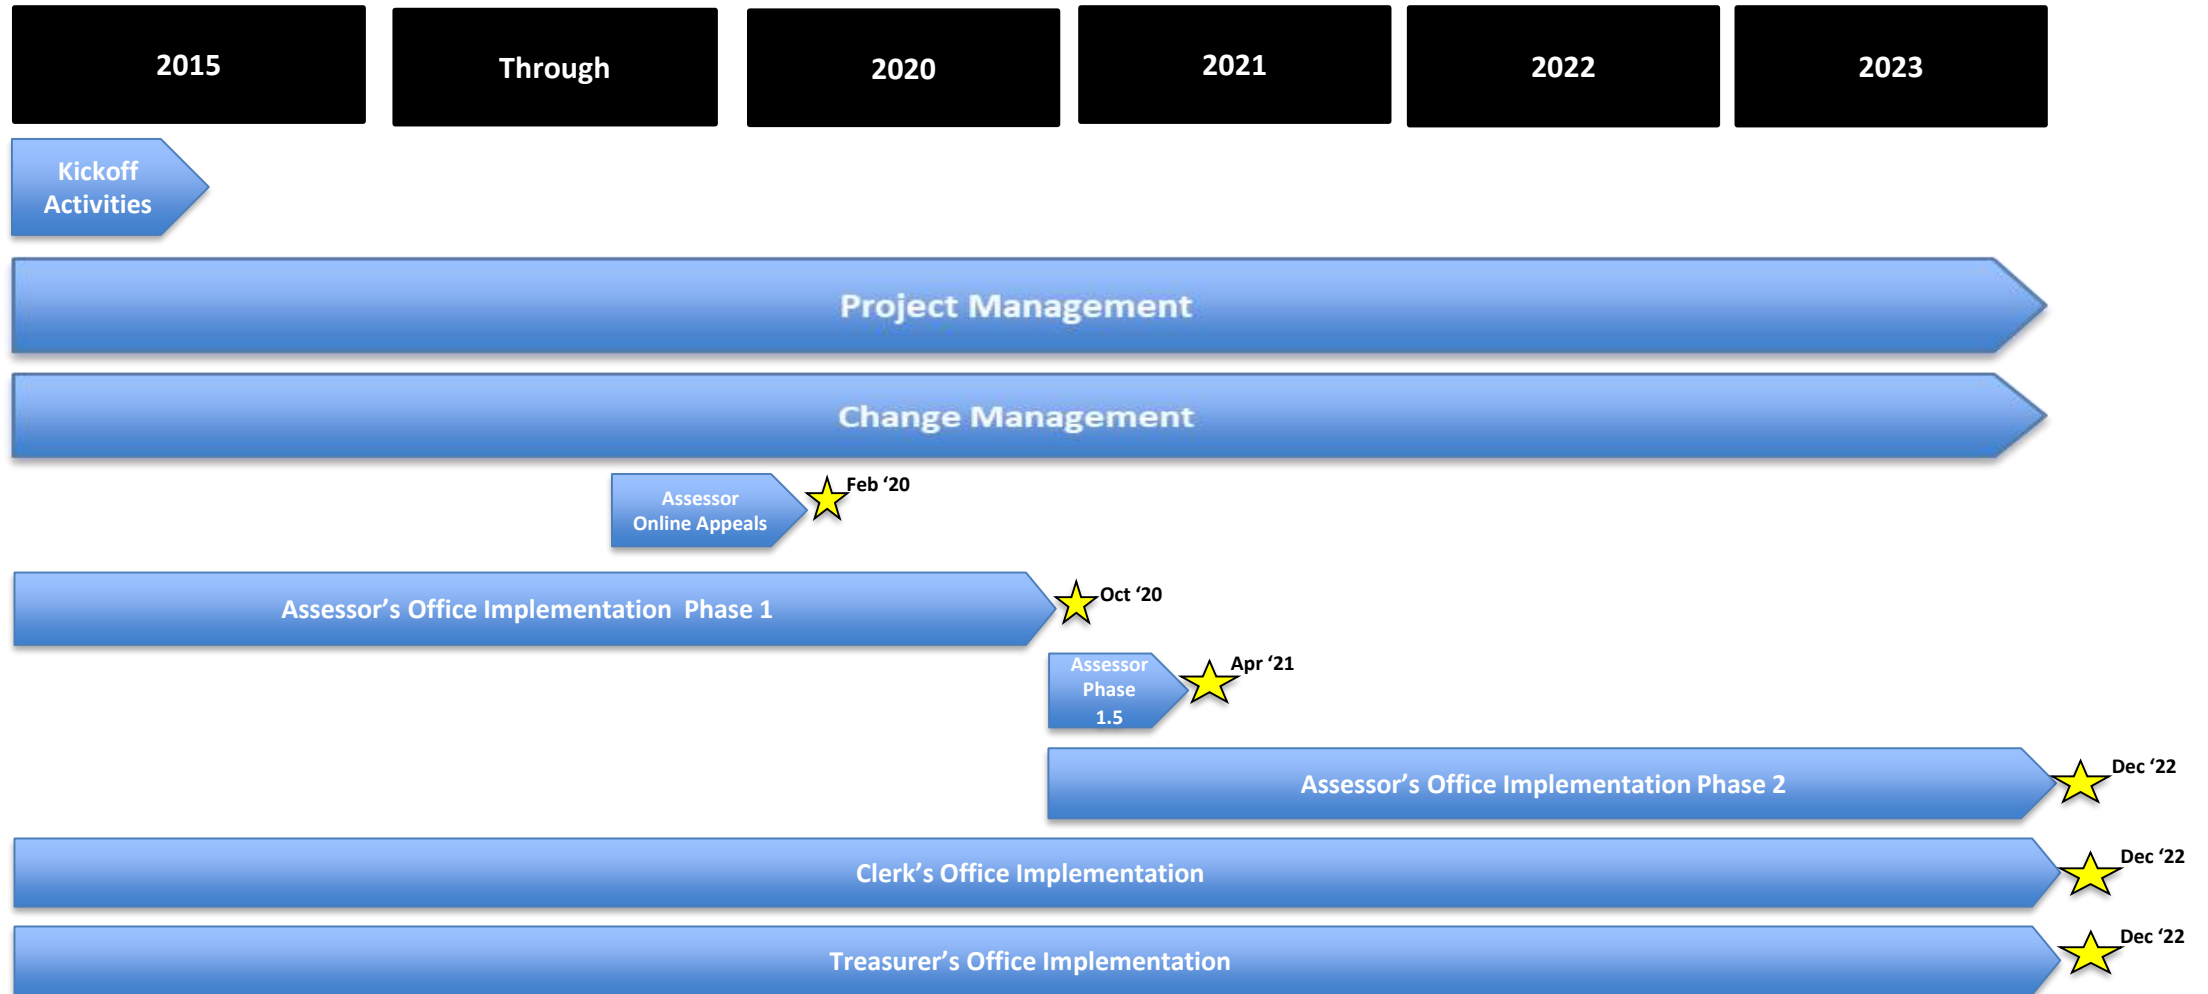 2015
Through
2020
2021
2022
2023
Kickoff
Activities
Project Management
Change Management
Assessor
Online Appeals
Feb ‘20
Assessor’s Office Implementation  Phase 1
Oct ‘20
Assessor
Phase
1.5
Apr ‘21
Assessor’s Office Implementation Phase 2
Dec ‘22
Clerk’s Office Implementation
Dec ‘22
Treasurer’s Office Implementation
Dec ‘22